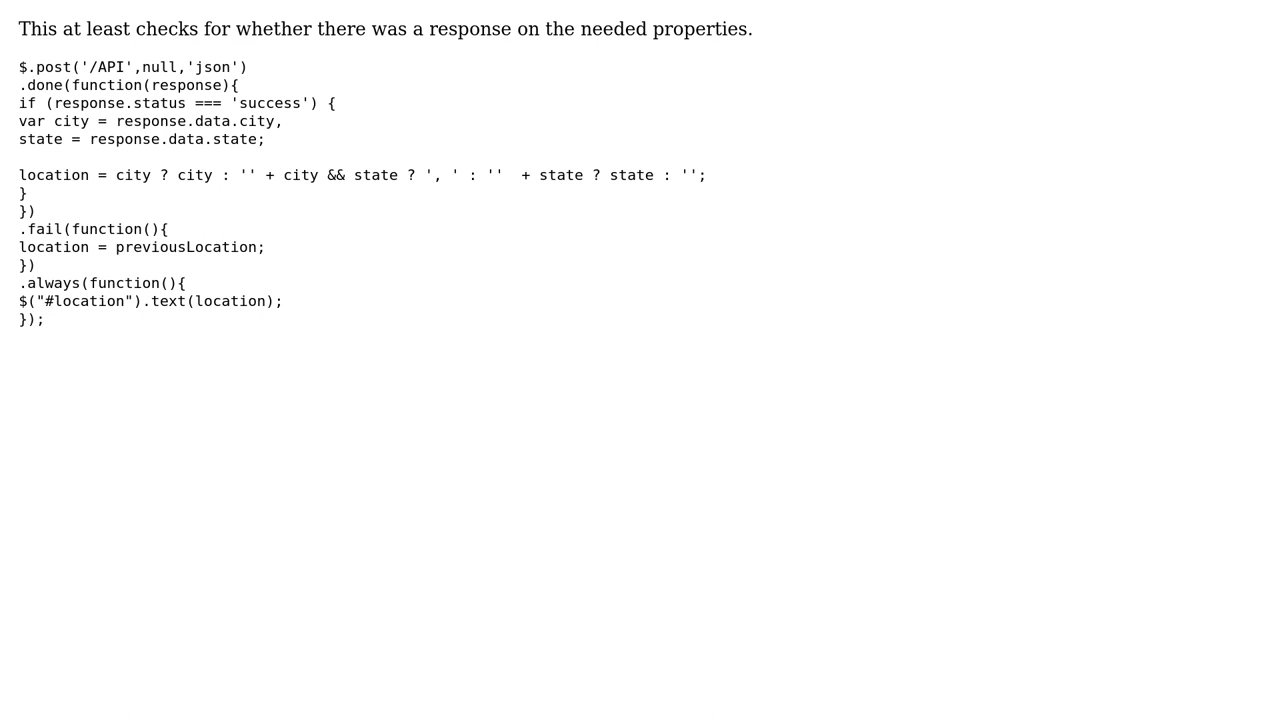 This at least checks for whether there was a response on the needed properties.
$.post('/API',null,'json')
.done(function(response){
if (response.status === 'success') {
var city = response.data.city,
state = response.data.state;
location = city ? city : '' + city && state ? ', ' : ''  + state ? state : '';
}
})
.fail(function(){
location = previousLocation;
})
.always(function(){
$("#location").text(location);
});